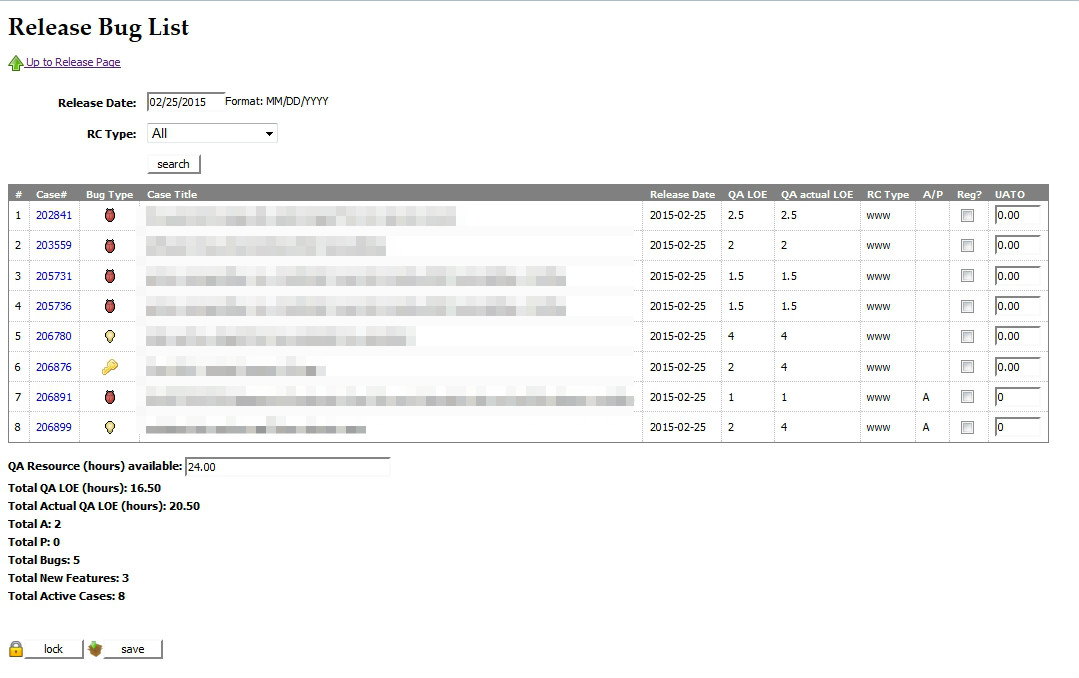 Release Bug List
Up to Release Page
Release Date: 02/25/2015 Format: MM/DD/YYYY
RC Type: All
search
# Case# Bug Type Case Title Release Date QA LOE QA actual LOE RC Type A/P Reg? UATO
1 202841 2015-02-25 2.5 2.5 www 0.00
2 203559 2015-02-25 2 2 www 0.00
3 205731 2015-02-25 1.5 1.5 www 0.00
4 205736 2015-02-25 1.5 1.5 www 0.00
5 206780 2015-02-25 4 4 www 0.00
6 206876 2015-02-25 2 4 www 0.00
7 206891 2015-02-25 1 1 www A 0
8 206899 2015-02-25 2 4 www A 0
QA Resource (hours) available: 24.00
Total QA LOE (hours): 16.50
Total Actual QA LOE (hours): 20.50
Total A: 2
Total P: 0
Total Bugs: 5
Total New Features: 3
Total Active Cases: 8
lock save